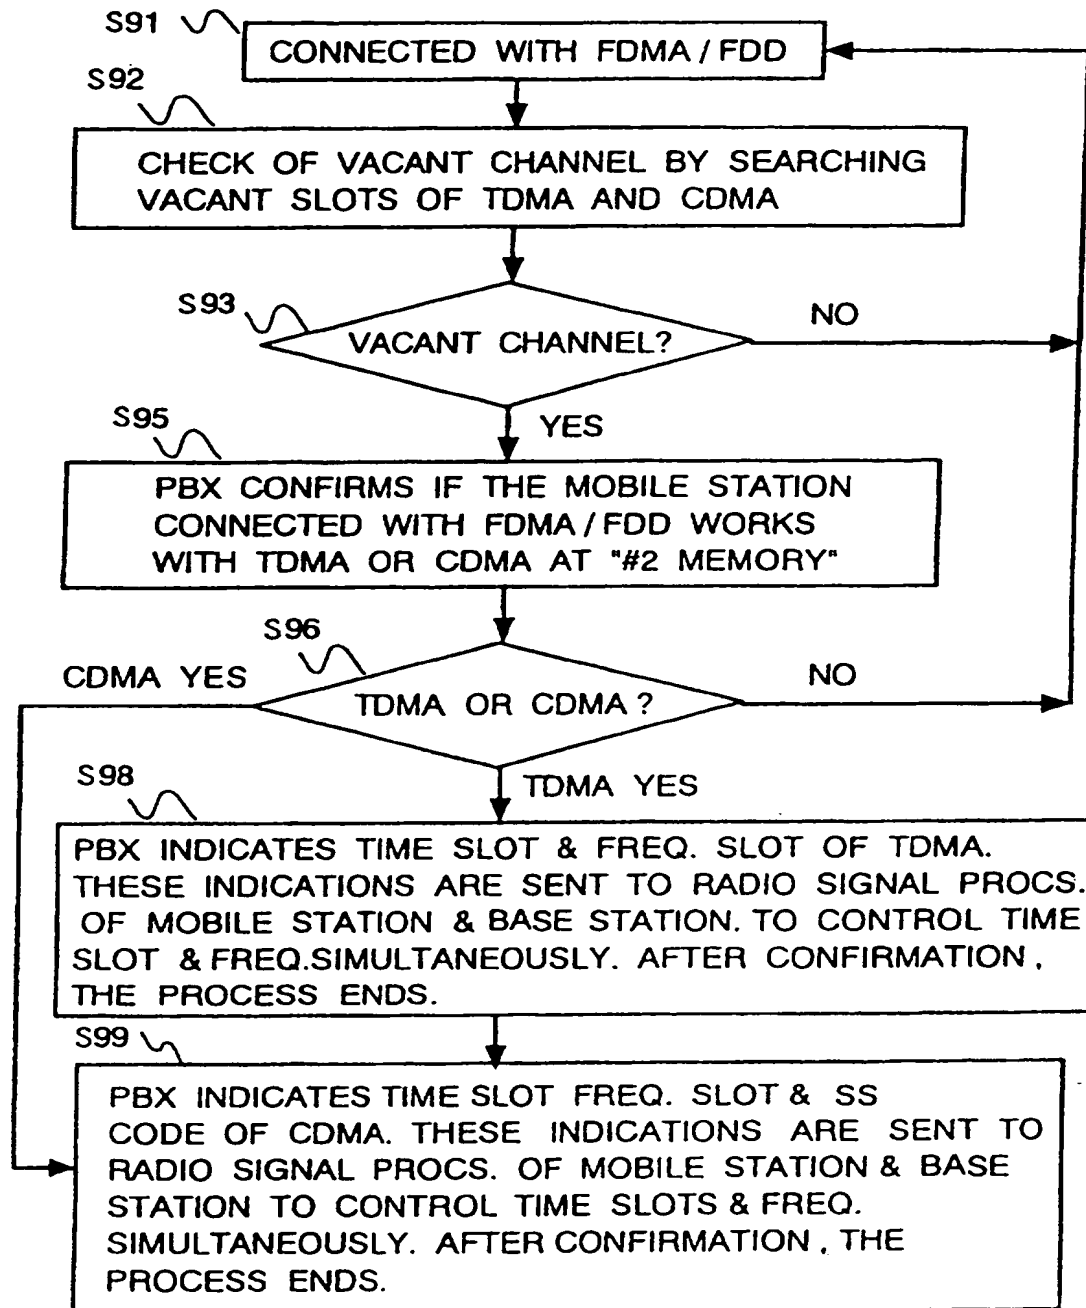 S91
CONNECTED WITH FDMA / FDD
S92
CHECK OF VACANT CHANNEL BY SEARCHING
VACANT SLOTS OF TDMA AND CDMA
S93
VACANT CHANNEL?
NO
YES
S95
PBX CONFIRMS IF THE MOBILE STATION
CONNECTED WITH FDMA / FDD WORKS
WITH TDMA OR CDMA AT "#2 MEMORY"
S96
CDMA YES
TDMA OR CDMA ?
NO
TDMA YES
S98
PBX INDICATES TIME SLOT & FREQ. SLOT OF TDMA.
THESE INDICATIONS ARE SENT TO RADIO SIGNAL PROCS.
OF MOBILE STATION & BASE STATION. TO CONTROL TIME
SLOT & FREQ.SIMULTANEOUSLY. AFTER CONFIRMATION ,
THE PROCESS ENDS.
S99
PBX INDICATES TIME SLOT FREQ. SLOT & SS
CODE OF CDMA. THESE INDICATIONS ARE SENT TO
RADIO SIGNAL PROCS. OF MOBILE STATION & BASE
STATION TO CONTROL TIME SLOTS & FREQ.
SIMULTANEOUSLY. AFTER CONFIRMATION , THE
PROCESS ENDS.